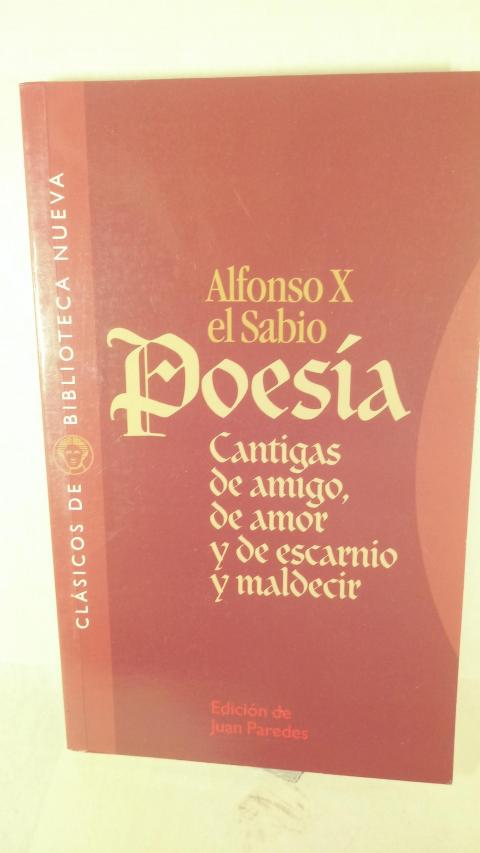 CLÁSICOS DE BIBLIOTECA NUEVA
Alfonso X
el Sabio
Poesía
Cantigas
de amigo,
de amor
y de escarnio
y maldecir
Edición de
Juan Paredes